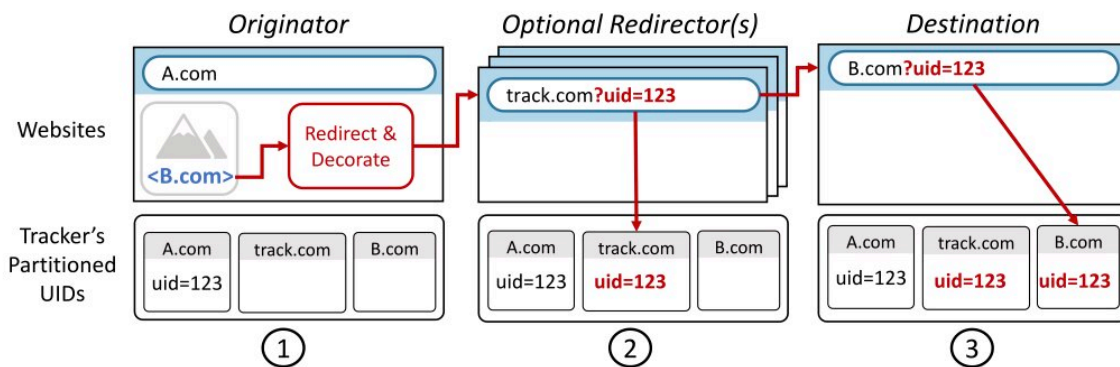 Originator
Optional Redirector(s)
Destination
Websites
A.com
<B.com>
Redirect &
Decorate
track.com?uid=123
B.com?uid=123
Tracker's
Partitioned
UIDs
A.com
track.com
B.com
uid=123
A.com
track.com
B.com
uid=123
uid=123
A.com
track.com
B.com
uid=123
uid=123
uid=123
1
2
3